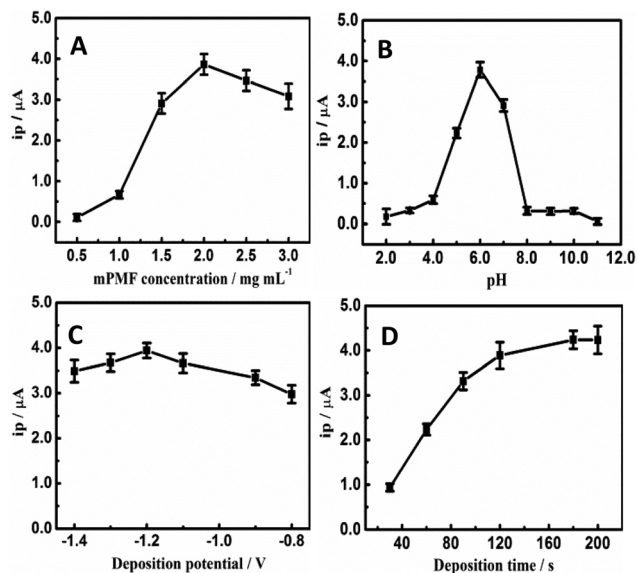 A
ip / μA
5.0
4.0
3.0
2.0
1.0
0.0
0.5 1.0 1.5 2.0 2.5 3.0
mPMF concentration / mg mL⁻¹
B
ip / μA
5.0
4.0
3.0
2.0
1.0
0.0
2.0 4.0 6.0 8.0 10.0 12.0
pH
C
ip / μA
5.0
4.0
3.0
2.0
1.0
0.0
-1.4 -1.2 -1.0 -0.8
Deposition potential / V
D
ip / μA
5.0
4.0
3.0
2.0
1.0
0.0
40 80 120 160 200
Deposition time / s